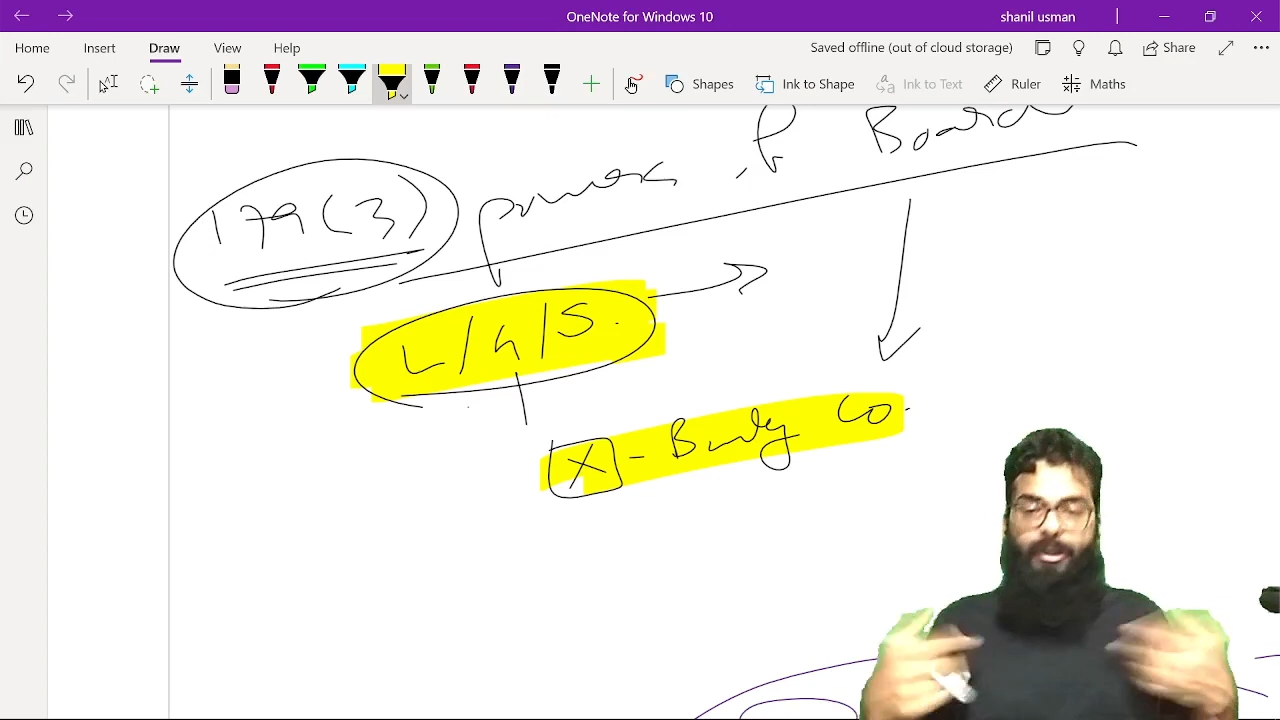 OneNote for Windows 10
shanil usman
Home Insert Draw View Help
Saved offline (out of cloud storage)
Share
Shapes
Ink to Shape
Ink to Text
Ruler
Maths
179(3) powers of Board
L/G/S.
X - Banking Co.